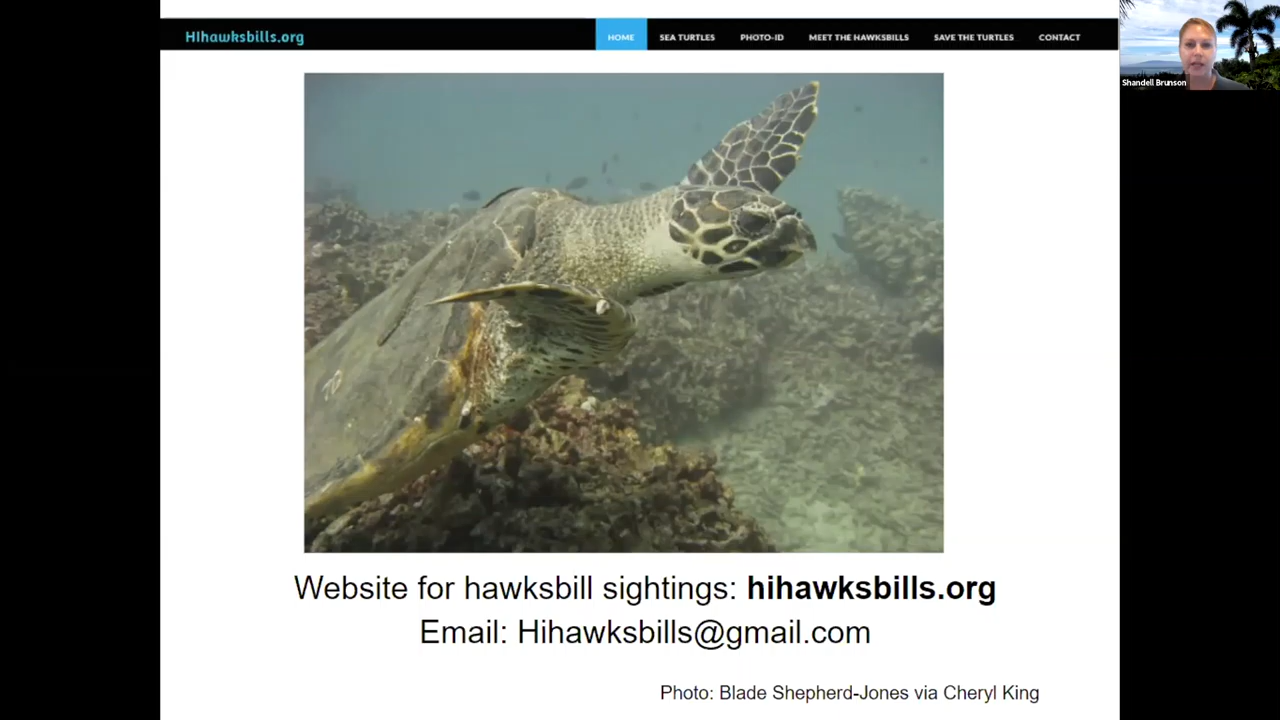 HIhawksbills.org
HOME SEA TURTLES PHOTO-ID MEET THE HAWKSBILLS SAVE THE TURTLES CONTACT
Shandell Brunson
Website for hawksbill sightings: hihawksbills.org
Email: Hihawksbills@gmail.com
Photo: Blade Shepherd-Jones via Cheryl King